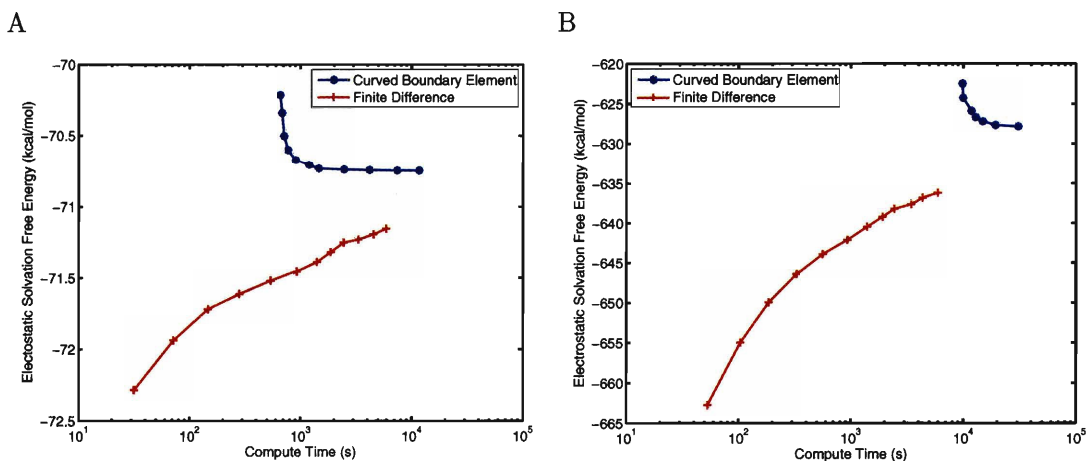 A
B
−70
−70.5
−71
−71.5
−72
−72.5
Electostatic Solvation Free Energy (kcal/mol)
Curved Boundary Element
Finite Difference
10^1
10^2
10^3
10^4
10^5
Compute Time (s)
−620
−625
−630
−635
−640
−645
−650
−655
−660
−665
Electrostatic Solvation Free Energy (kcal/mol)
Curved Boundary Element
Finite Difference
10^1
10^2
10^3
10^4
10^5
Compute Time (s)